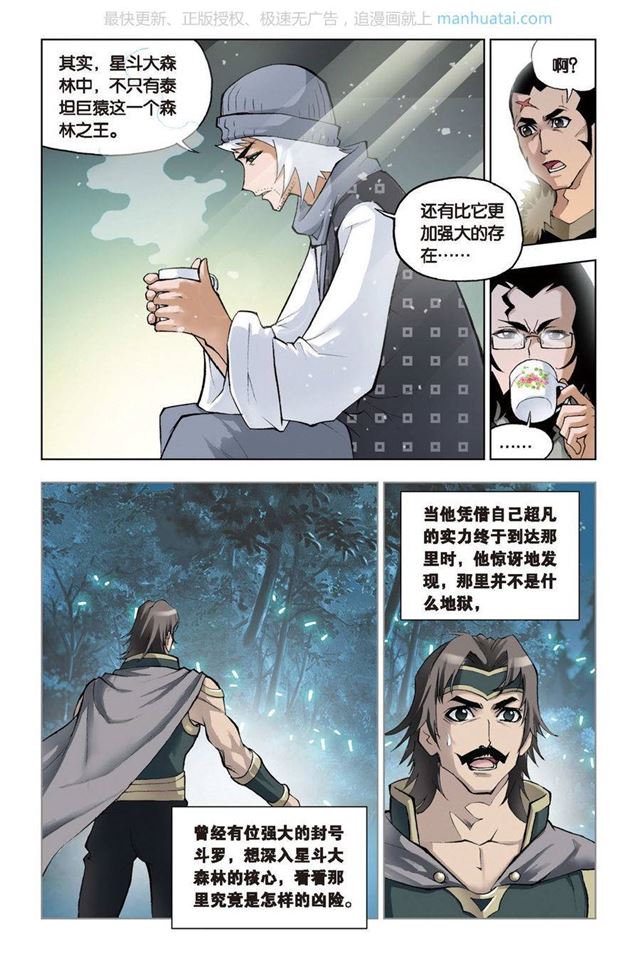 最快更新、正版授权、极速无广告，追漫画就上 manhuatai.com
其实，星斗大森
林中，不只有泰
坦巨猿这一个森
林之王。
啊？
还有比它更
加强大的存
在……
……
曾经有位强大的封号
斗罗，想深入星斗大
森林的核心，看看那
里究竟是怎样的凶险。
当他凭借自己超凡
的实力终于到达那
里时，他惊讶地发
现，那里并不是什
么地狱，